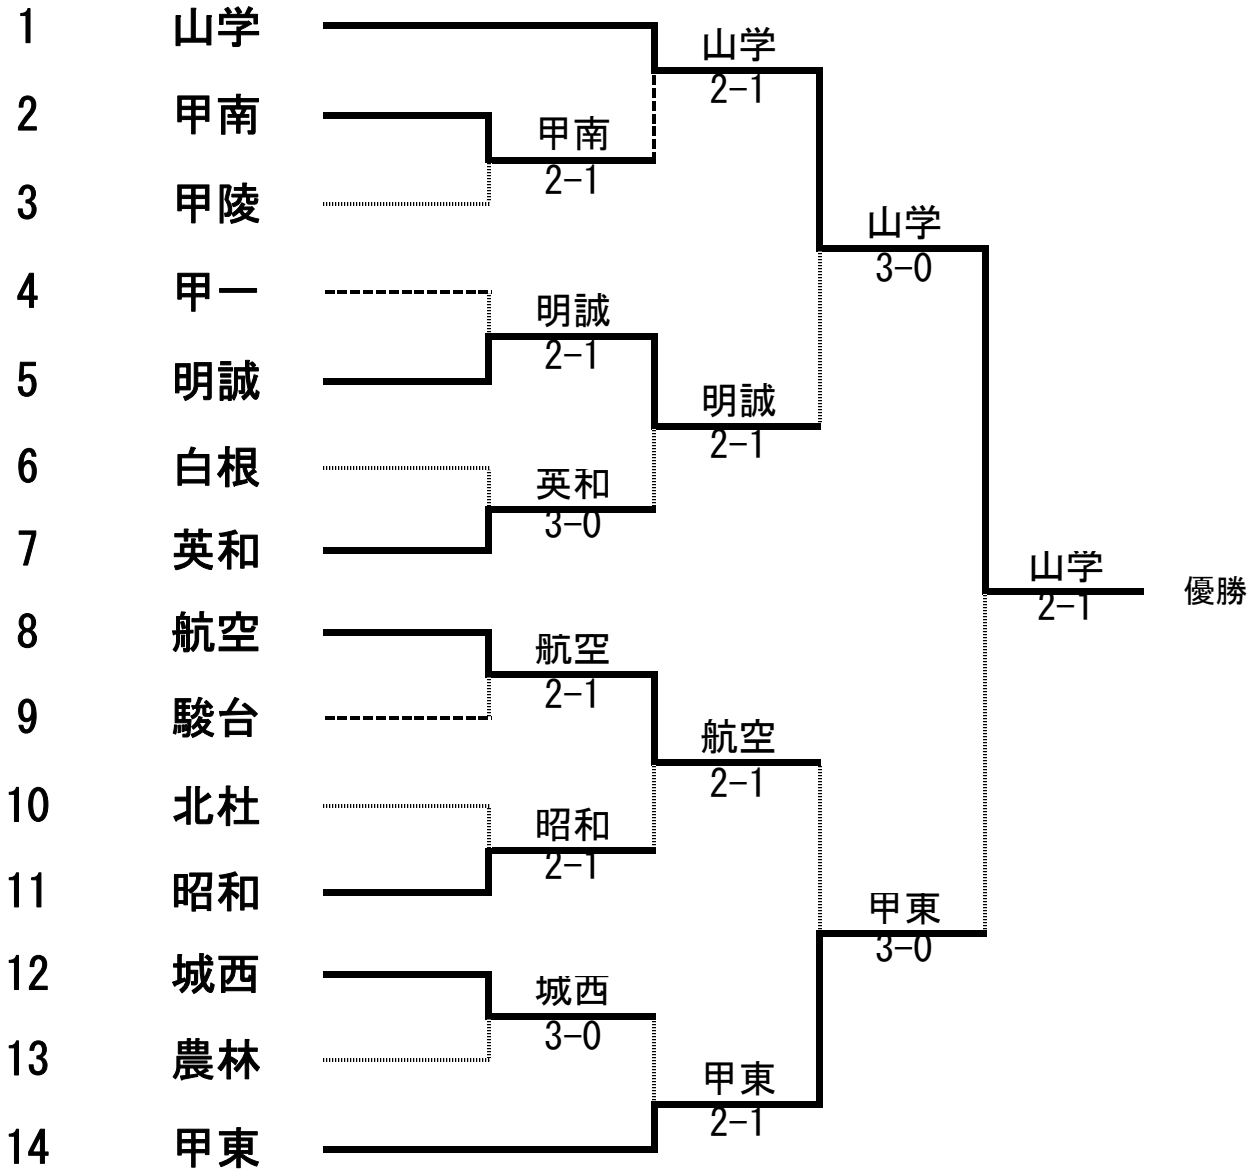 1 山学
山学
2-1
2 甲南
甲南
2-1
3 甲陵
山学
3-0
4 甲一
明誠
2-1
5 明誠
明誠
2-1
6 白根
英和
3-0
7 英和
山学
2-1
優勝
8 航空
航空
2-1
9 駿台
航空
2-1
10 北杜
昭和
2-1
11 昭和
甲東
3-0
12 城西
城西
3-0
13 農林
甲東
2-1
14 甲東